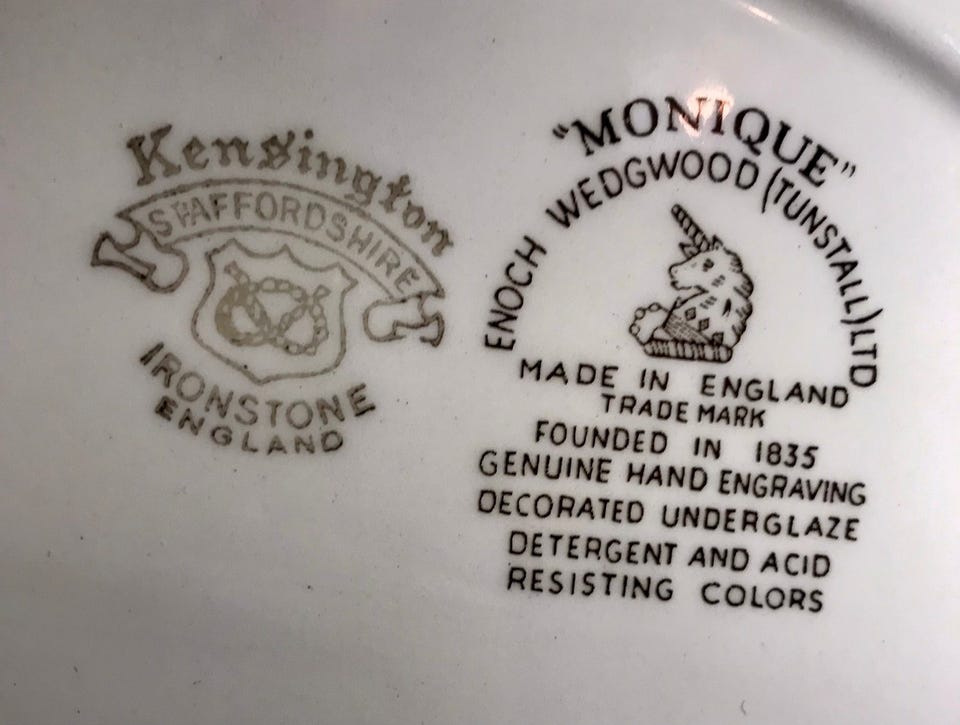 Kensington
STAFFORDSHIRE
IRONSTONE
ENGLAND
"MONIQUE"
ENOCH WEDGWOOD (TUNSTALL) LTD
MADE IN ENGLAND
TRADE MARK
FOUNDED IN 1835
GENUINE HAND ENGRAVING
DECORATED UNDERGLAZE
DETERGENT AND ACID
RESISTING COLORS